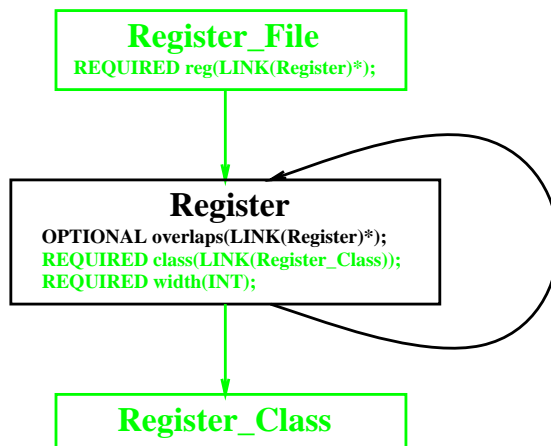 Register_File
REQUIRED reg(LINK(Register)*);
Register
OPTIONAL overlaps(LINK(Register)*);
REQUIRED class(LINK(Register_Class));
REQUIRED width(INT);
Register_Class